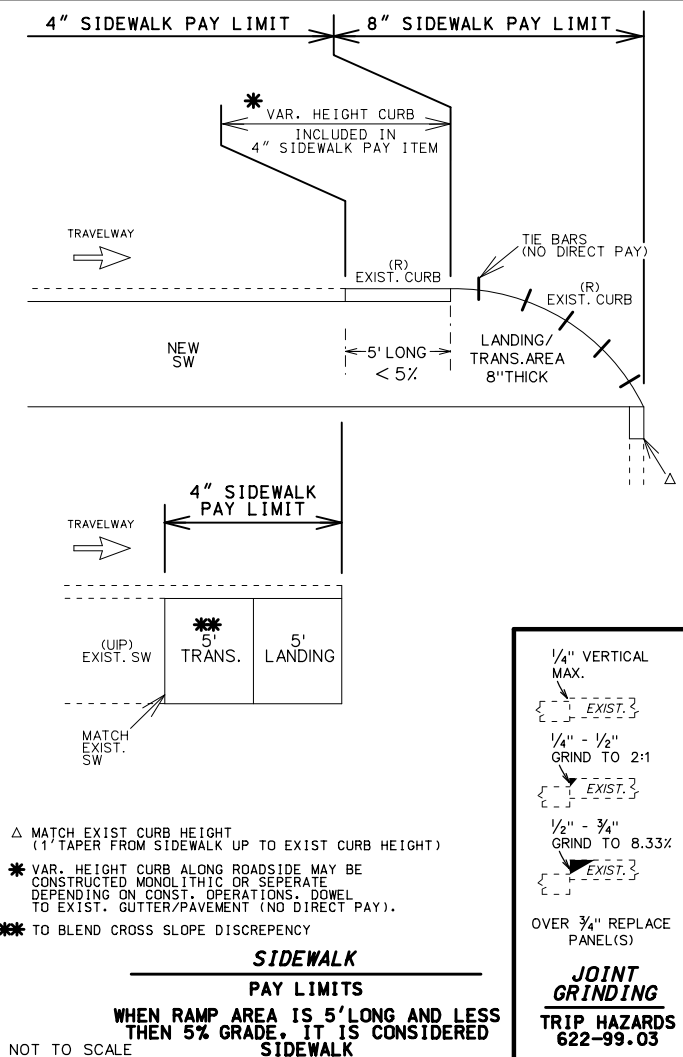 4" SIDEWALK PAY LIMIT
8" SIDEWALK PAY LIMIT
✱
VAR. HEIGHT CURB
INCLUDED IN
4" SIDEWALK PAY ITEM
TRAVELWAY
TIE BARS
(NO DIRECT PAY)
(R)
EXIST. CURB
(R)
EXIST. CURB
NEW
SW
5' LONG
< 5%
LANDING/
TRANS. AREA
8" THICK
△
4" SIDEWALK
PAY LIMIT
TRAVELWAY
(UIP)
EXIST. SW
✱✱
5'
TRANS.
5'
LANDING
MATCH
EXIST.
SW
△ MATCH EXIST CURB HEIGHT
(1' TAPER FROM SIDEWALK UP TO EXIST CURB HEIGHT)
✱ VAR. HEIGHT CURB ALONG ROADSIDE MAY BE
CONSTRUCTED MONOLITHIC OR SEPERATE
DEPENDING ON CONST. OPERATIONS. DOWEL
TO EXIST. GUTTER/PAVEMENT (NO DIRECT PAY).
✱✱ TO BLEND CROSS SLOPE DISCREPENCY
SIDEWALK
PAY LIMITS
WHEN RAMP AREA IS 5' LONG AND LESS
THEN 5% GRADE. IT IS CONSIDERED
SIDEWALK
NOT TO SCALE
1/4" VERTICAL
MAX.
EXIST.
1/4" - 1/2"
GRIND TO 2:1
EXIST.
1/2" - 3/4"
GRIND TO 8.33%
EXIST.
OVER 3/4" REPLACE
PANEL(S)
JOINT
GRINDING
TRIP HAZARDS
622-99.03